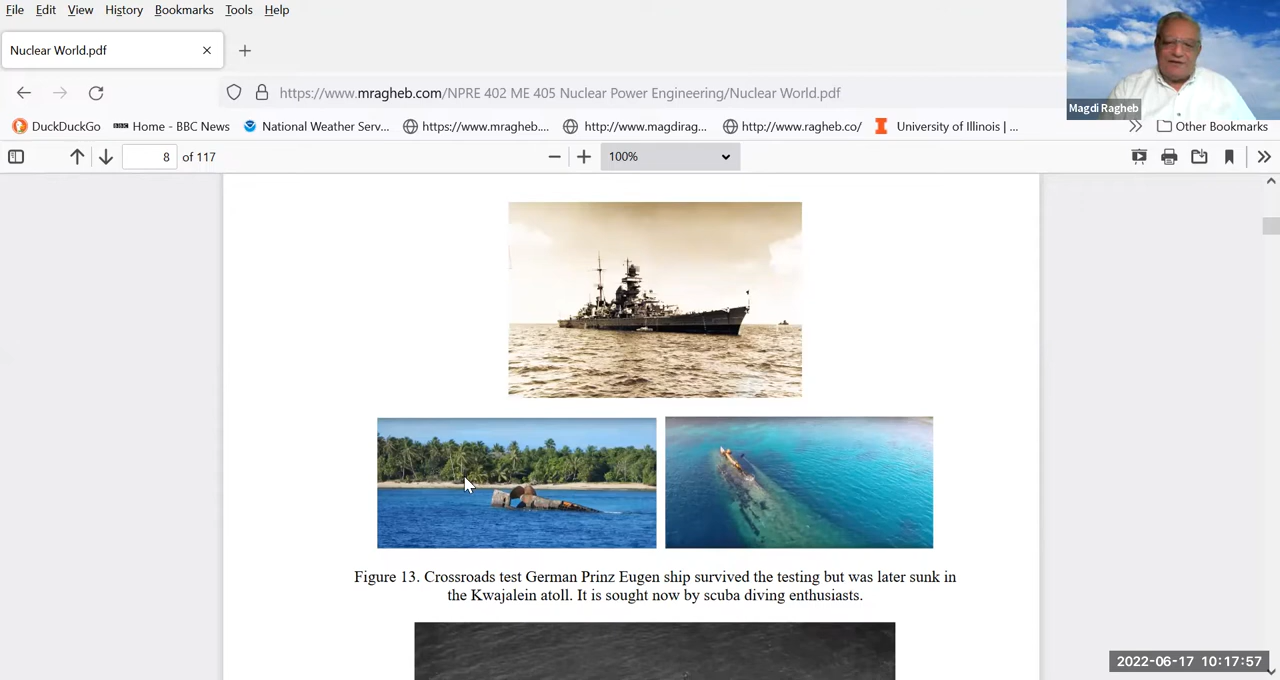 File Edit View History Bookmarks Tools Help
Nuclear World.pdf
https://www.mragheb.com/NPRE 402 ME 405 Nuclear Power Engineering/Nuclear World.pdf
Magdi Ragheb
DuckDuckGo BBC Home - BBC News National Weather Serv... https://www.mragheb.... http://www.magdirag... http://www.ragheb.co/ University of Illinois | ... Other Bookmarks
8 of 117 100%
Figure 13. Crossroads test German Prinz Eugen ship survived the testing but was later sunk in
the Kwajalein atoll. It is sought now by scuba diving enthusiasts.
2022-06-17 10:17:57